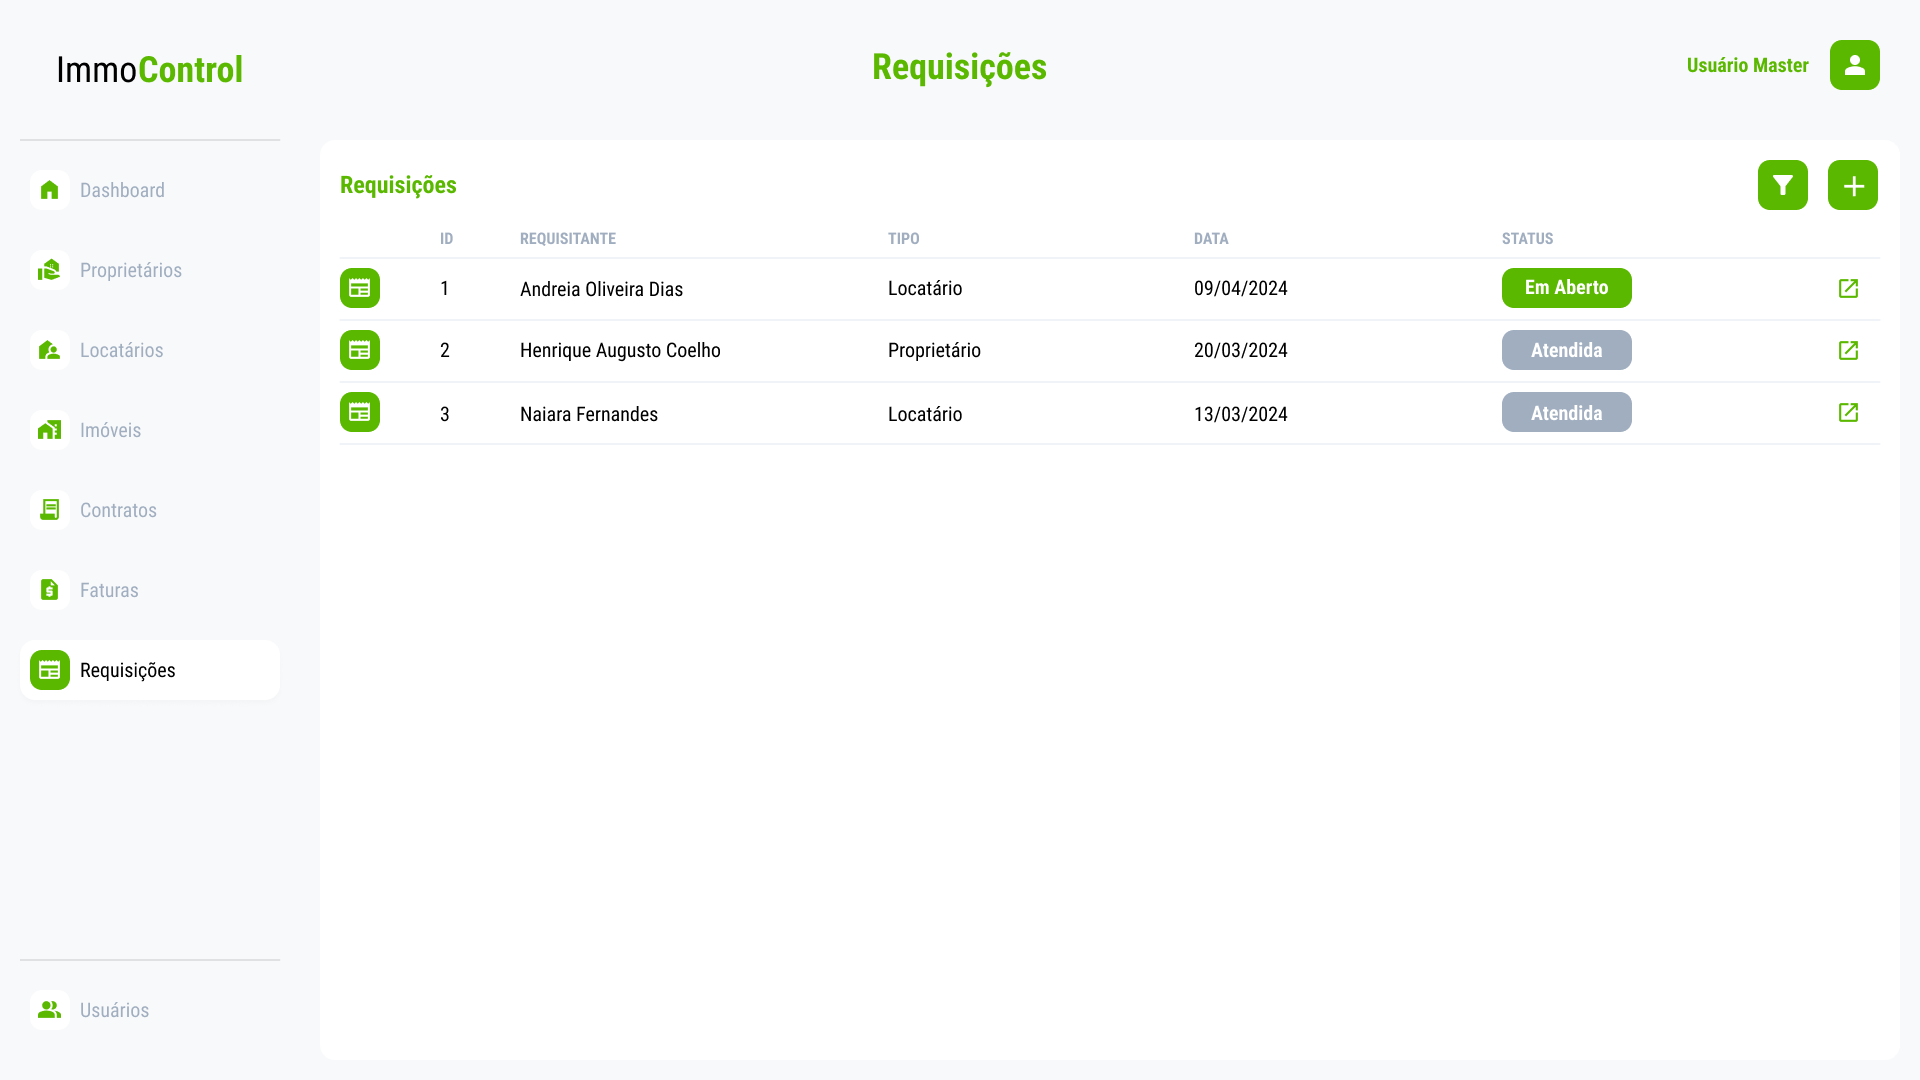 ImmoControl
Requisições
Usuário Master
Dashboard
Proprietários
Locatários
Imóveis
Contratos
Faturas
Requisições
Usuários
Requisições
ID REQUISITANTE TIPO DATA STATUS
1 Andreia Oliveira Dias Locatário 09/04/2024 Em Aberto
2 Henrique Augusto Coelho Proprietário 20/03/2024 Atendida
3 Naiara Fernandes Locatário 13/03/2024 Atendida